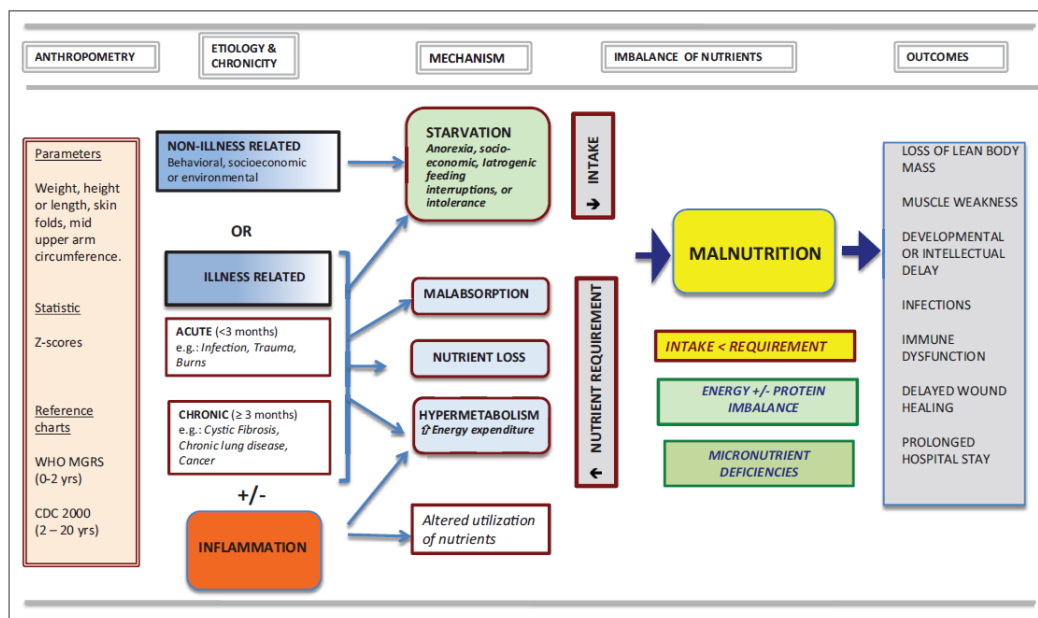 ANTHROPOMETRY
ETIOLOGY &
CHRONICITY
MECHANISM
IMBALANCE OF NUTRIENTS
OUTCOMES
Parameters
Weight, height
or length, skin
folds, mid
upper arm
circumference.
Statistic
Z-scores
Reference
charts
WHO MGRS
(0-2 yrs)
CDC 2000
(2 – 20 yrs)
NON-ILLNESS RELATED
Behavioral, socioeconomic
or environmental
OR
ILLNESS RELATED
ACUTE (<3 months)
e.g.: Infection, Trauma,
Burns
CHRONIC (≥ 3 months)
e.g.: Cystic Fibrosis,
Chronic lung disease,
Cancer
+/-
INFLAMMATION
STARVATION
Anorexia, socio-
economic, Iatrogenic
feeding
interruptions, or
intolerance
MALABSORPTION
NUTRIENT LOSS
HYPERMETABOLISM
⇧Energy expenditure
Altered utilization
of nutrients
→ INTAKE
← NUTRIENT REQUIREMENT
MALNUTRITION
INTAKE < REQUIREMENT
ENERGY +/- PROTEIN
IMBALANCE
MICRONUTRIENT
DEFICIENCIES
LOSS OF LEAN BODY
MASS
MUSCLE WEAKNESS
DEVELOPMENTAL
OR INTELLECTUAL
DELAY
INFECTIONS
IMMUNE
DYSFUNCTION
DELAYED WOUND
HEALING
PROLONGED
HOSPITAL STAY